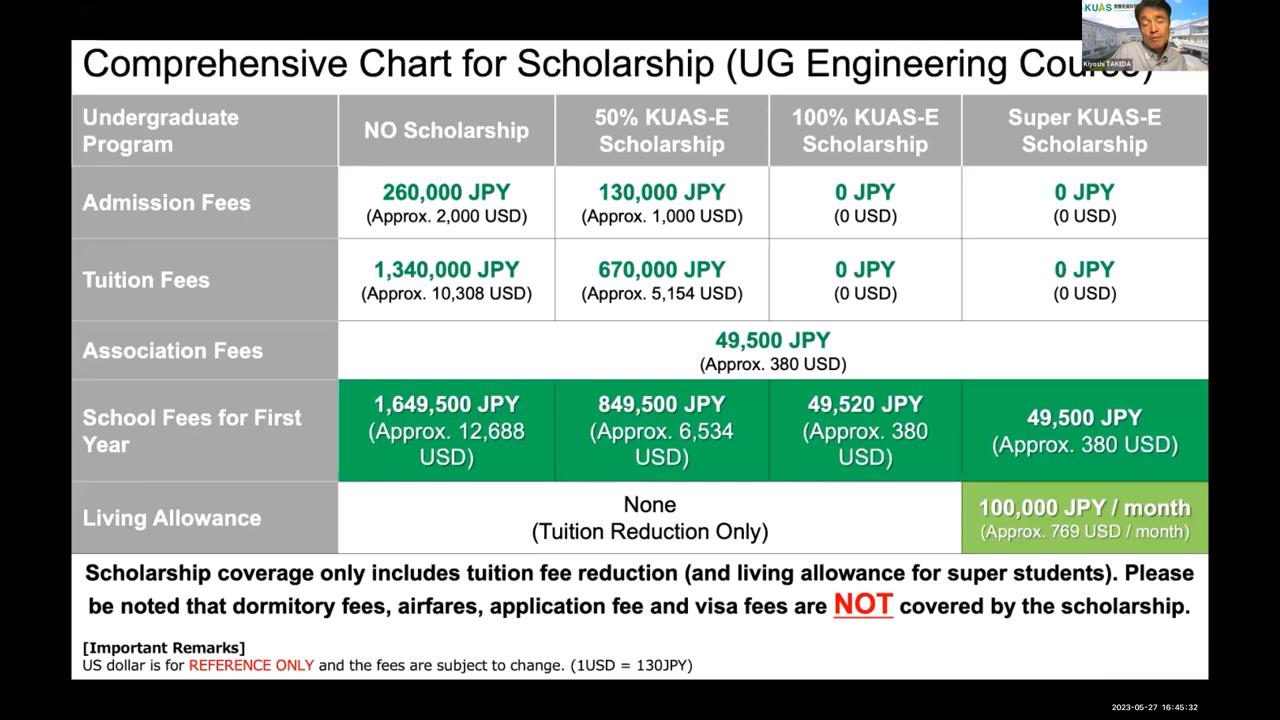 KUAS
Kiyoshi TAKEDA
Comprehensive Chart for Scholarship (UG Engineering Course)
Undergraduate
Program
NO Scholarship
50% KUAS-E
Scholarship
100% KUAS-E
Scholarship
Super KUAS-E
Scholarship
Admission Fees
260,000 JPY
(Approx. 2,000 USD)
130,000 JPY
(Approx. 1,000 USD)
0 JPY
(0 USD)
0 JPY
(0 USD)
Tuition Fees
1,340,000 JPY
(Approx. 10,308 USD)
670,000 JPY
(Approx. 5,154 USD)
0 JPY
(0 USD)
0 JPY
(0 USD)
Association Fees
49,500 JPY
(Approx. 380 USD)
School Fees for First
Year
1,649,500 JPY
(Approx. 12,688
USD)
849,500 JPY
(Approx. 6,534
USD)
49,520 JPY
(Approx. 380
USD)
49,500 JPY
(Approx. 380 USD)
Living Allowance
None
(Tuition Reduction Only)
100,000 JPY / month
(Approx. 769 USD / month)
Scholarship coverage only includes tuition fee reduction (and living allowance for super students). Please
be noted that dormitory fees, airfares, application fee and visa fees are NOT covered by the scholarship.
[Important Remarks]
US dollar is for REFERENCE ONLY and the fees are subject to change. (1USD = 130JPY)
2023-05-27 16:45:32